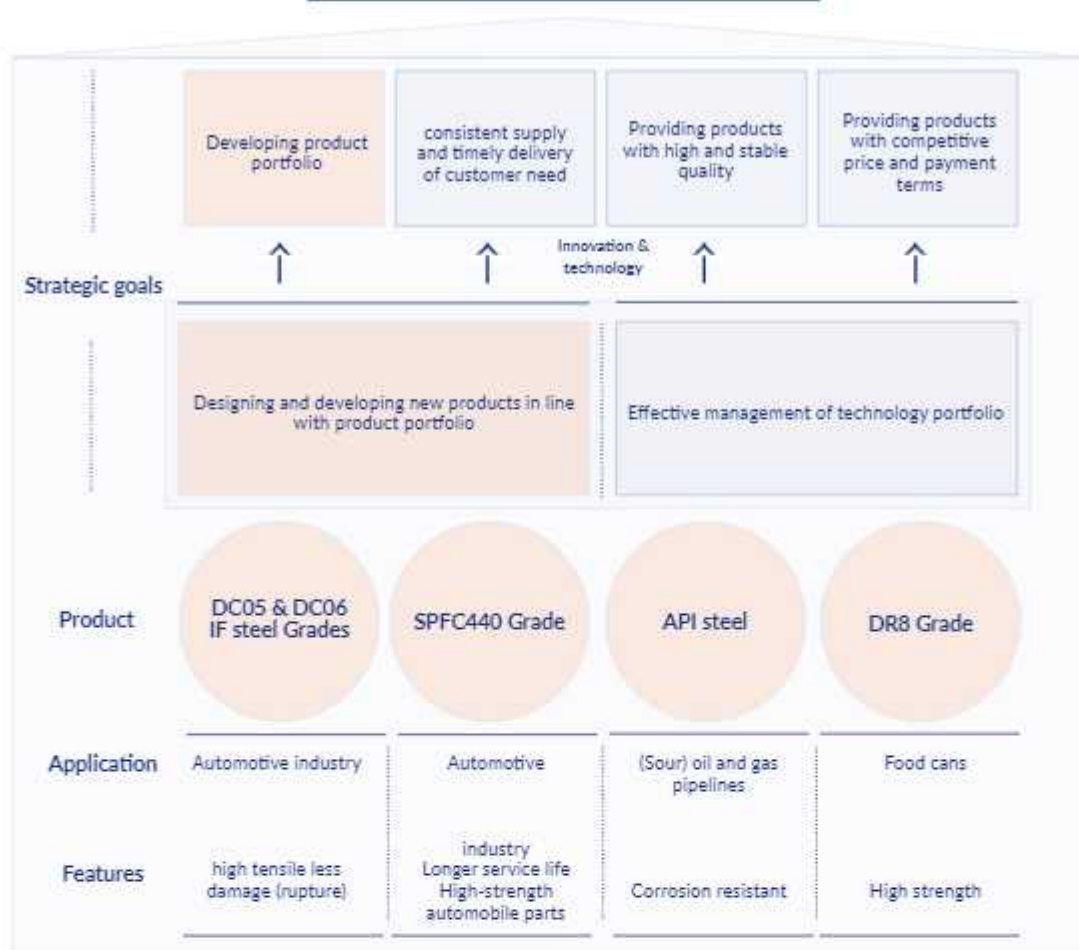 Developing product
portfolio
consistent supply
and timely delivery
of customer need
Providing products
with high and stable
quality
Providing products
with competitive
price and payment
terms
Innovation &
technology
Strategic goals
Designing and developing new products in line
with product portfolio
Effective management of technology portfolio
Product
DC05 & DC06
IF steel Grades
SPFC440 Grade
API steel
DR8 Grade
Application
Automotive industry
Automotive
(Sour) oil and gas
pipelines
Food cans
Features
high tensile less
damage (rupture)
industry
Longer service life
High-strength
automobile parts
Corrosion resistant
High strength